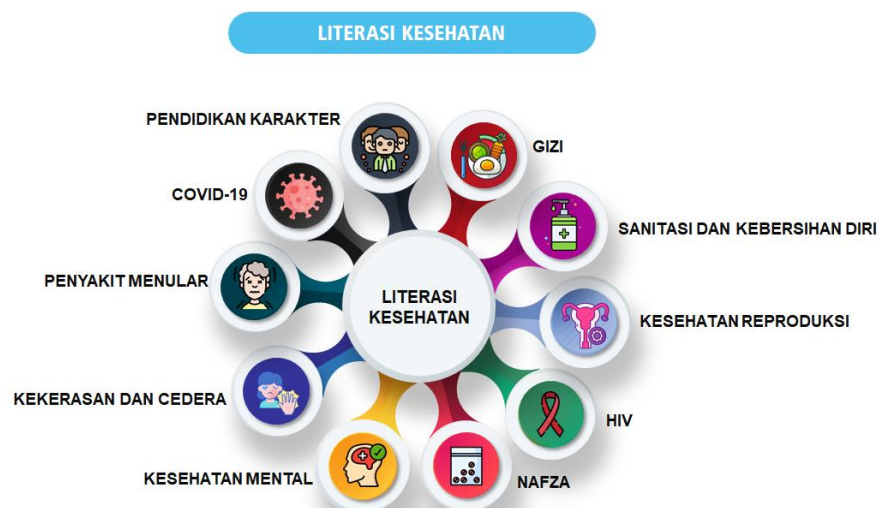 LITERASI KESEHATAN
PENDIDIKAN KARAKTER
GIZI
COVID-19
SANITASI DAN KEBERSIHAN DIRI
PENYAKIT MENULAR
LITERASI
KESEHATAN
KESEHATAN REPRODUKSI
KEKERASAN DAN CEDERA
HIV
KESEHATAN MENTAL
NAFZA